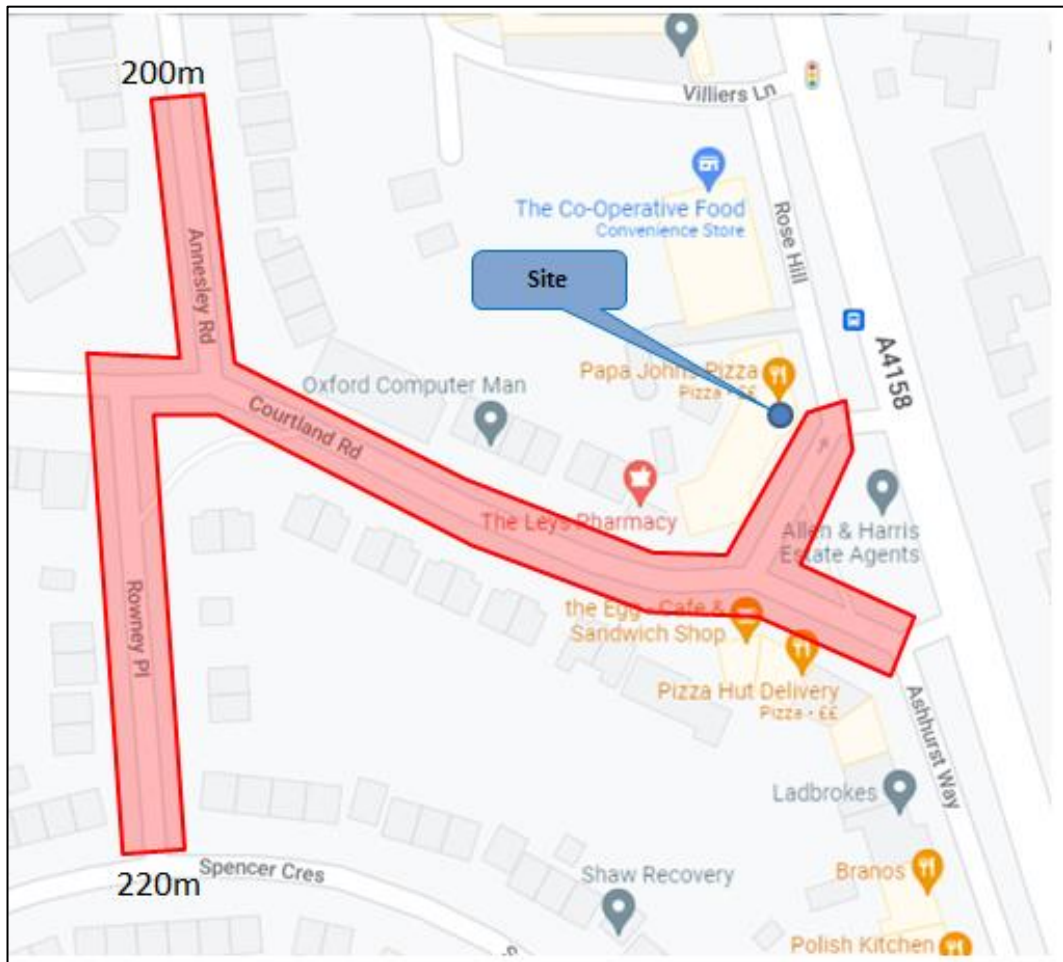 200m
Villiers Ln
The Co-Operative Food
Convenience Store
Rose Hill
Annesley Rd
Site
A4158
Papa John's Pizza
Pizza • ££
Oxford Computer Man
Courtland Rd
The Leys Pharmacy
Allen & Harris
Estate Agents
the Egg - Cafe &
Sandwich Shop
Rowney Pl
Pizza Hut Delivery
Pizza • ££
Ashhurst Way
Ladbrokes
220m
Spencer Cres
Shaw Recovery
Branos
Polish Kitchen